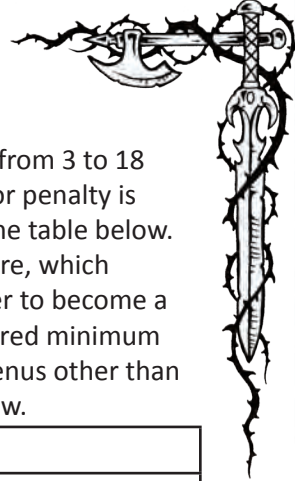 from 3 to 18
or penalty is
ne table below.
re, which
er to become a
red minimum
enus other than
w.